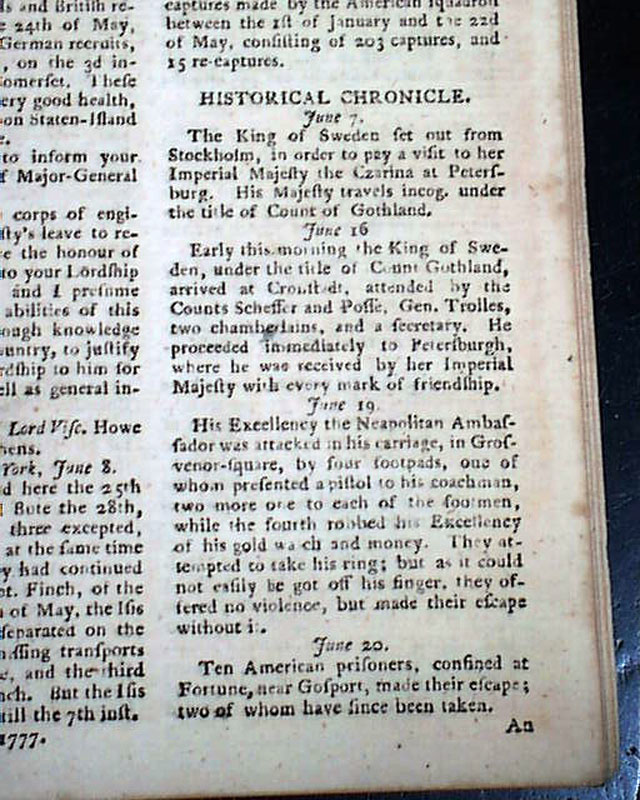 ds and British re-
e 24th of May,
German recruits,
, on the 3d in-
omerset. These
ery good health,
on Staten-Island
e.
to inform your
f Major-General
corps of engi-
sty's leave to re-
re the honour of
to your Lordship
and I presume
abilities of this
ough knowledge
ountry, to justify
rdship to him for
ell as general in-
Lord Visc. Howe
hens.
York, June 8.
d here the 25th
Bute the 28th,
three excepted,
at the same time
y had continued
pt. Finch, of the
h of May, the Isis
separated on the
missing transports
e, and the third
nch. But the Isis
till the 7th inst.
1777.
captures made by the American squadron
between the 1st of January and the 22d
of May, consisting of 203 captures, and
15 re-captures.
HISTORICAL CHRONICLE.
June 7.
The King of Sweden set out from
Stockholm, in order to pay a visit to her
Imperial Majesty the Czarina at Peters-
burg. His Majesty travels incog. under
the title of Count of Gothland.
June 16
Early this morning the King of Swe-
den, under the title of Count Gothland,
arrived at Cronstadt, attended by the
Counts Scheffer and Posse, Gen. Trolles,
two chamberlains, and a secretary. He
proceeded immediately to Petersburgh,
where he was received by her Imperial
Majesty with every mark of friendship.
June 19.
His Excellency the Neapolitan Ambas-
sador was attacked in his carriage, in Gros-
venor-square, by four footpads, one of
whom presented a pistol to his coachman,
two more one to each of the footmen,
while the fourth robbed his Excellency
of his gold watch and money. They at-
tempted to take his ring; but as it could
not easily be got off his finger, they of-
fered no violence, but made their escape
without it.
June 20.
Ten American prisoners, confined at
Fortune, near Gosport, made their escape;
two of whom have since been taken.
An